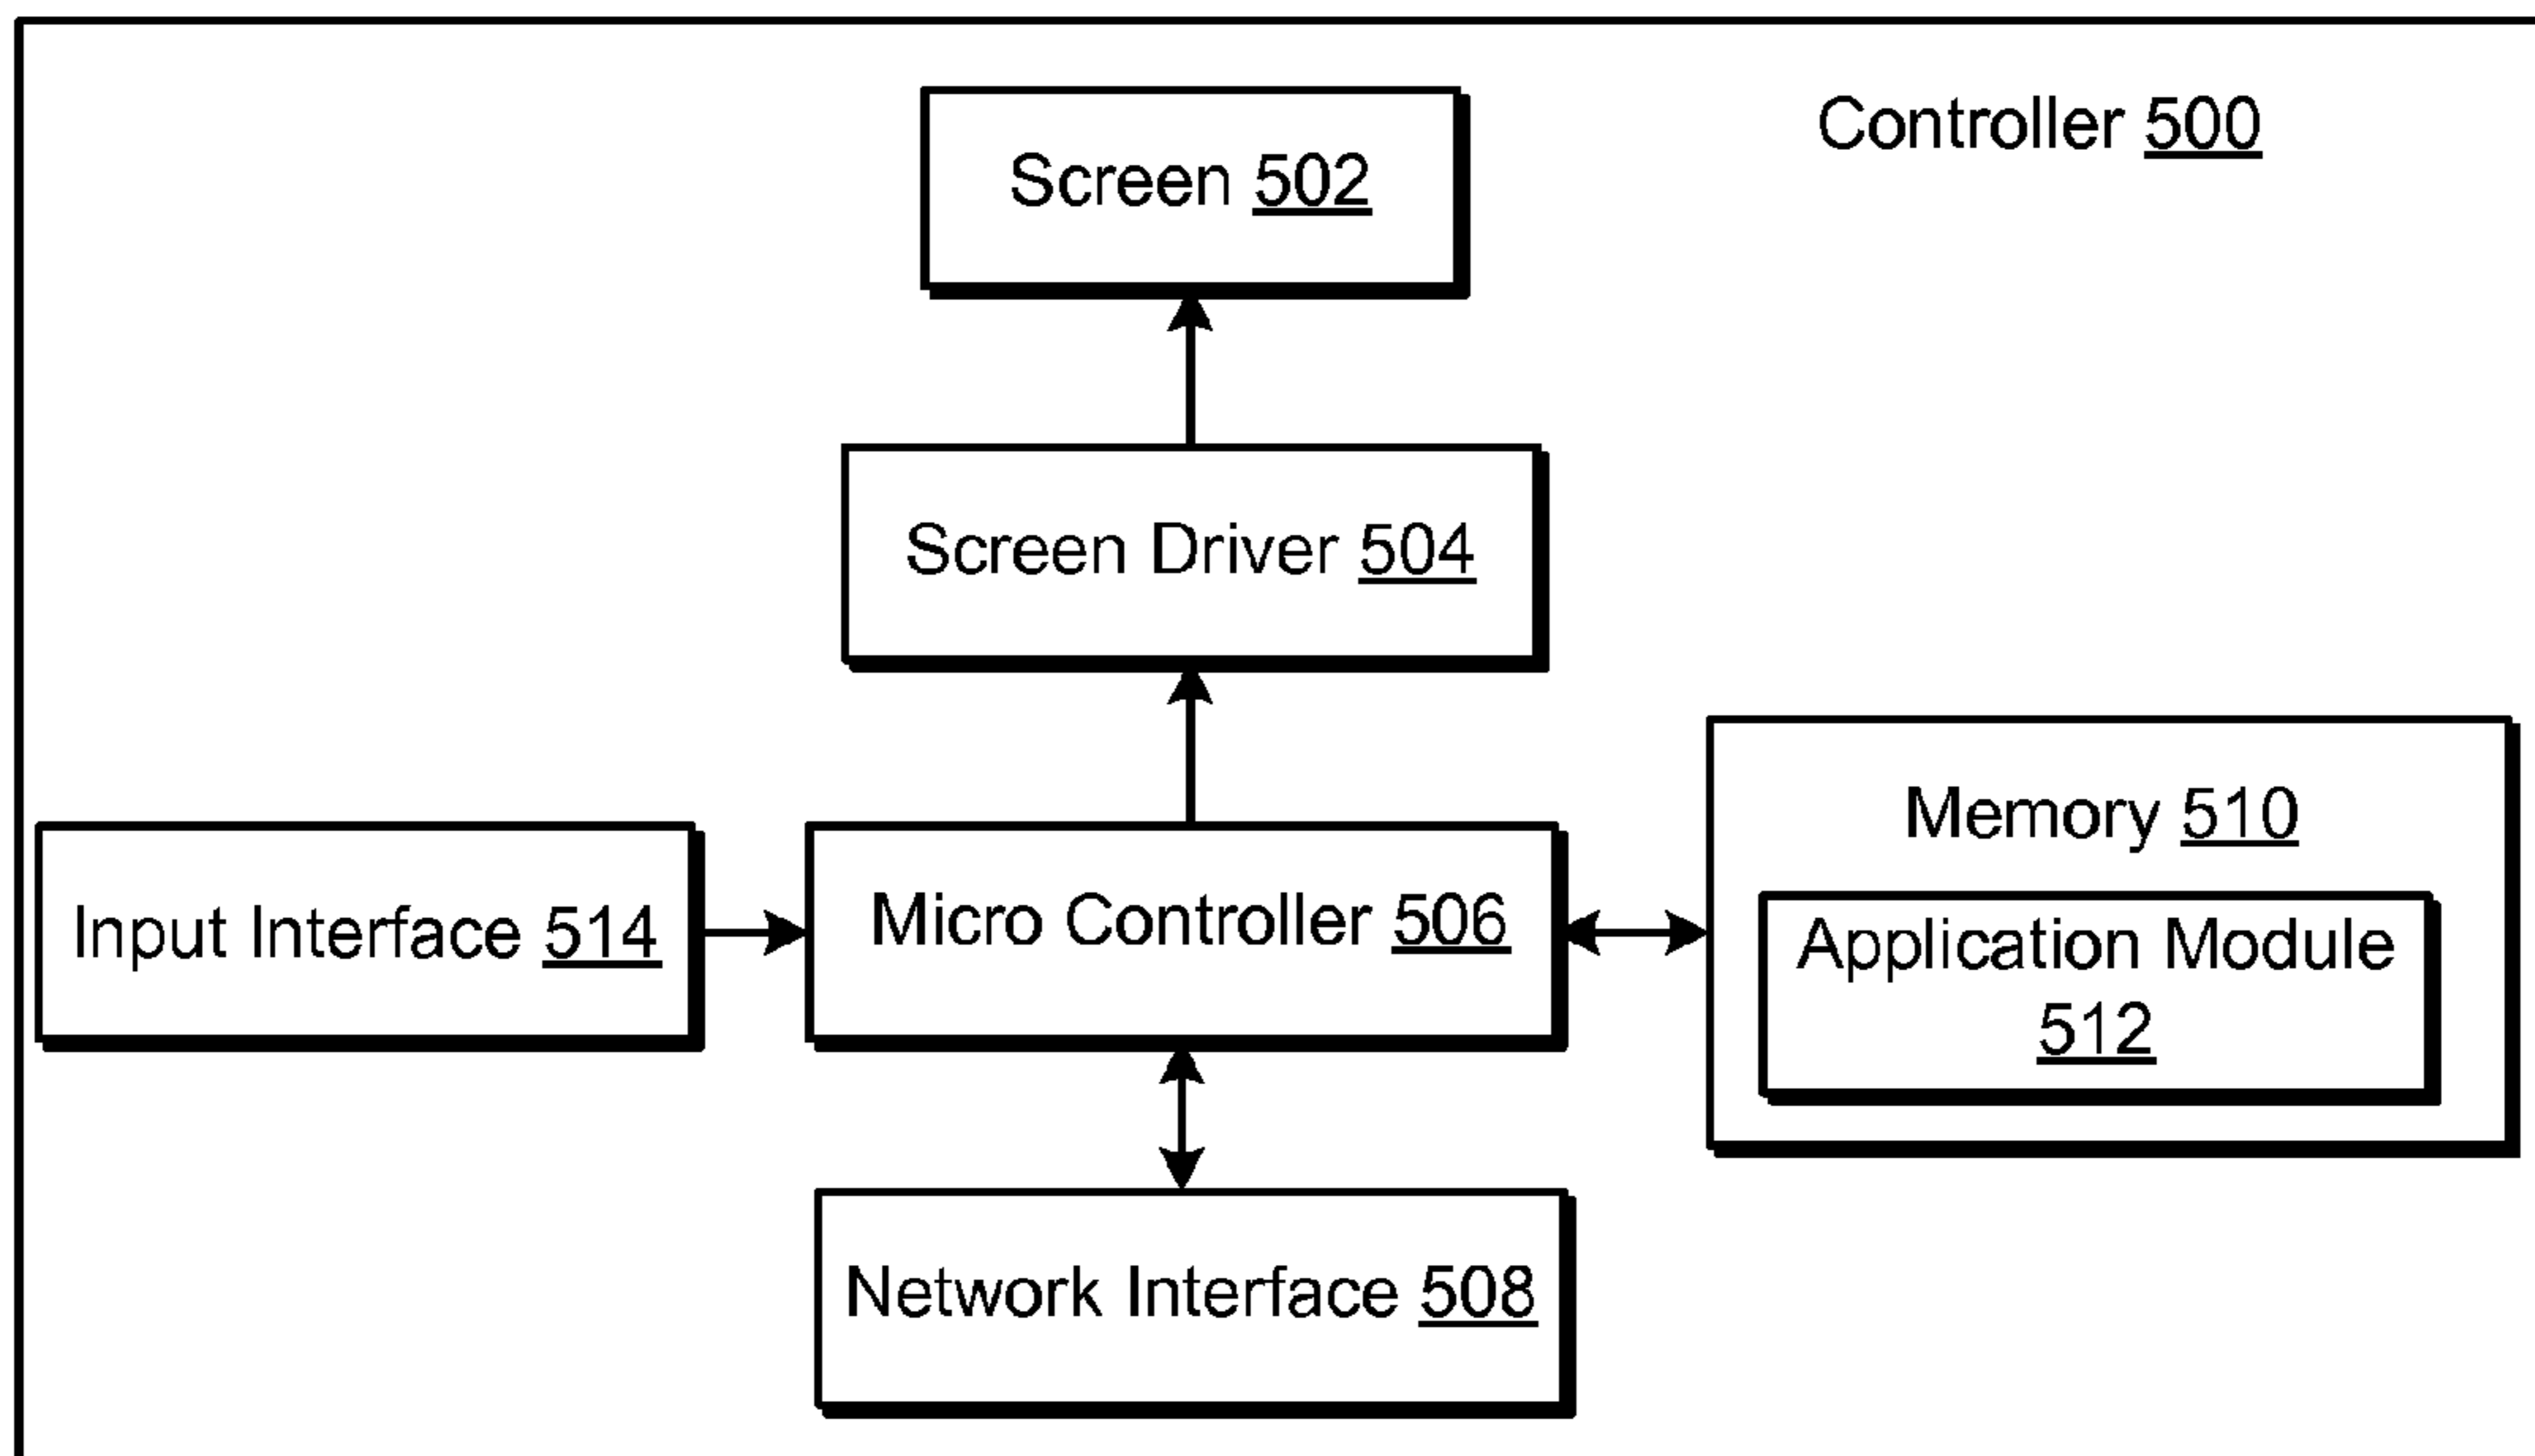 Controller 500
Screen 502
Screen Driver 504
Memory 510
Input Interface 514
Micro Controller 506
Application Module
512
Network Interface 508